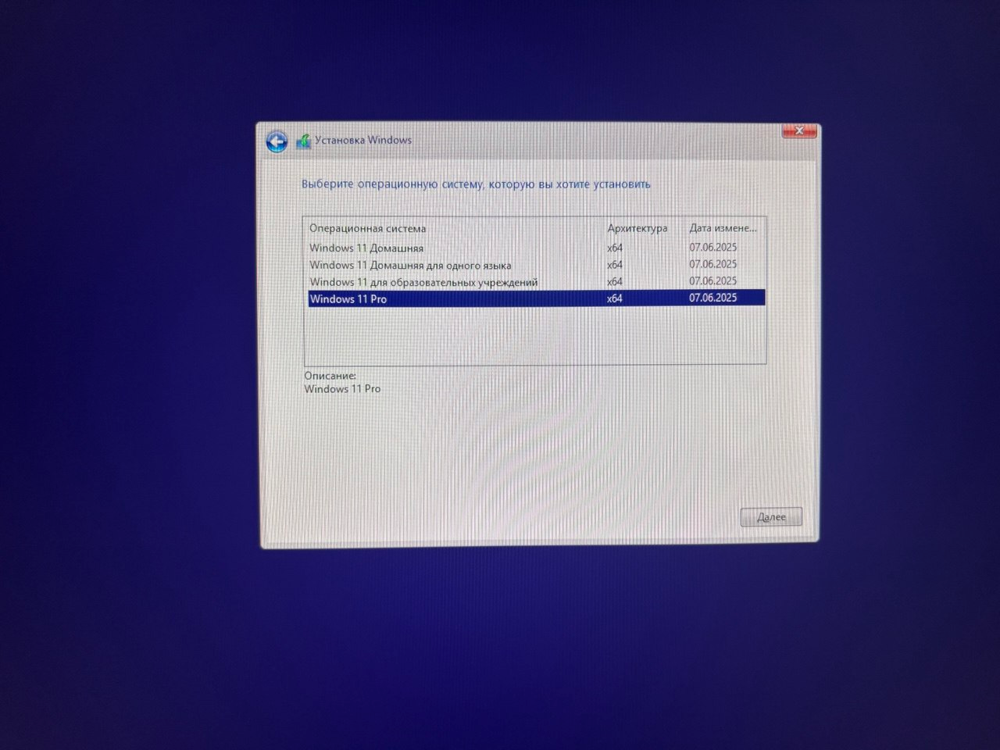 Установка Windows
Выберите операционную систему, которую вы хотите установить
Операционная система Архитектура Дата измене...
Windows 11 Домашняя x64 07.06.2025
Windows 11 Домашняя для одного языка x64 07.06.2025
Windows 11 для образовательных учреждений x64 07.06.2025
Windows 11 Pro x64 07.06.2025
Описание:
Windows 11 Pro
Далее